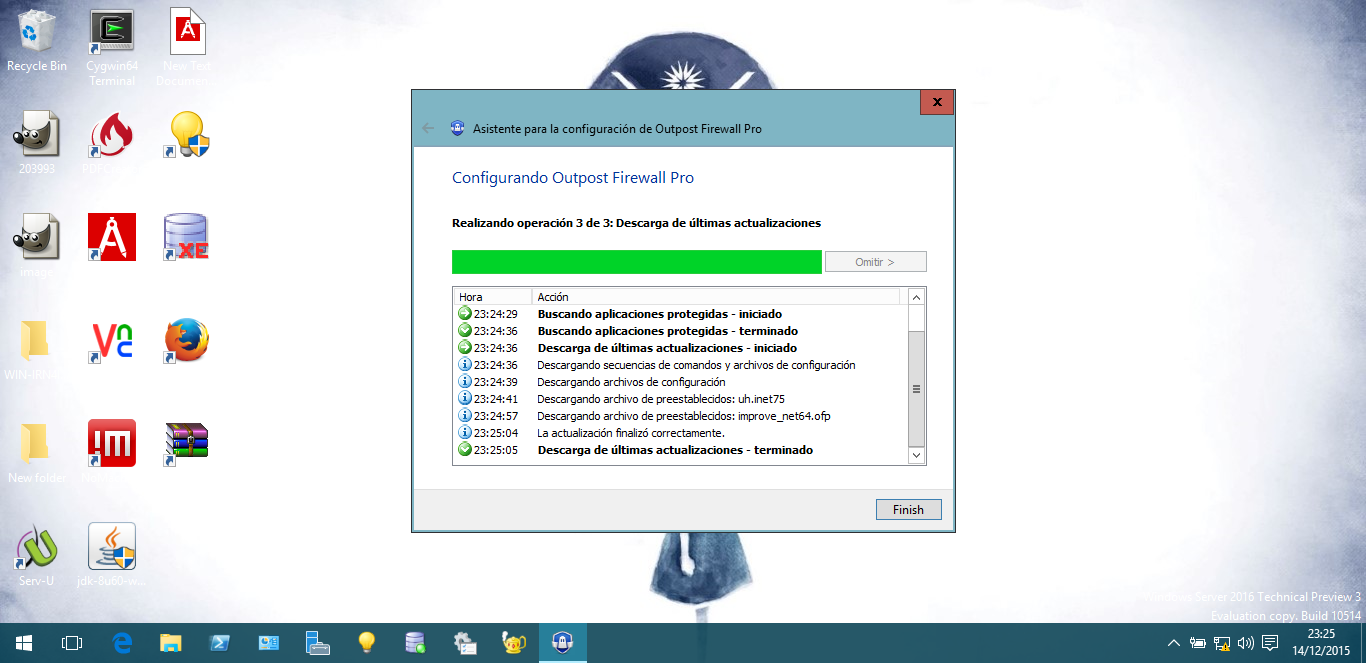 Recycle Bin
Cygwin64
Terminal
New Text
Documen...
Asistente para la configuración de Outpost Firewall Pro
Configurando Outpost Firewall Pro
Realizando operación 3 de 3: Descarga de últimas actualizaciones
Omitir >
Hora Acción
23:24:29 Buscando aplicaciones protegidas - iniciado
23:24:36 Buscando aplicaciones protegidas - terminado
23:24:36 Descarga de últimas actualizaciones - iniciado
23:24:36 Descargando secuencias de comandos y archivos de configuración
23:24:39 Descargando archivos de configuración
23:24:41 Descargando archivo de preestablecidos: uh.inet75
23:24:57 Descargando archivo de preestablecidos: improve_net64.ofp
23:25:04 La actualización finalizó correctamente.
23:25:05 Descarga de últimas actualizaciones - terminado
Finish
203993
XE
New folder
Serv-U
jdk-8u60-w...
Windows Server 2016 Technical Preview 3
Evaluation copy. Build 10514
23:25
14/12/2015